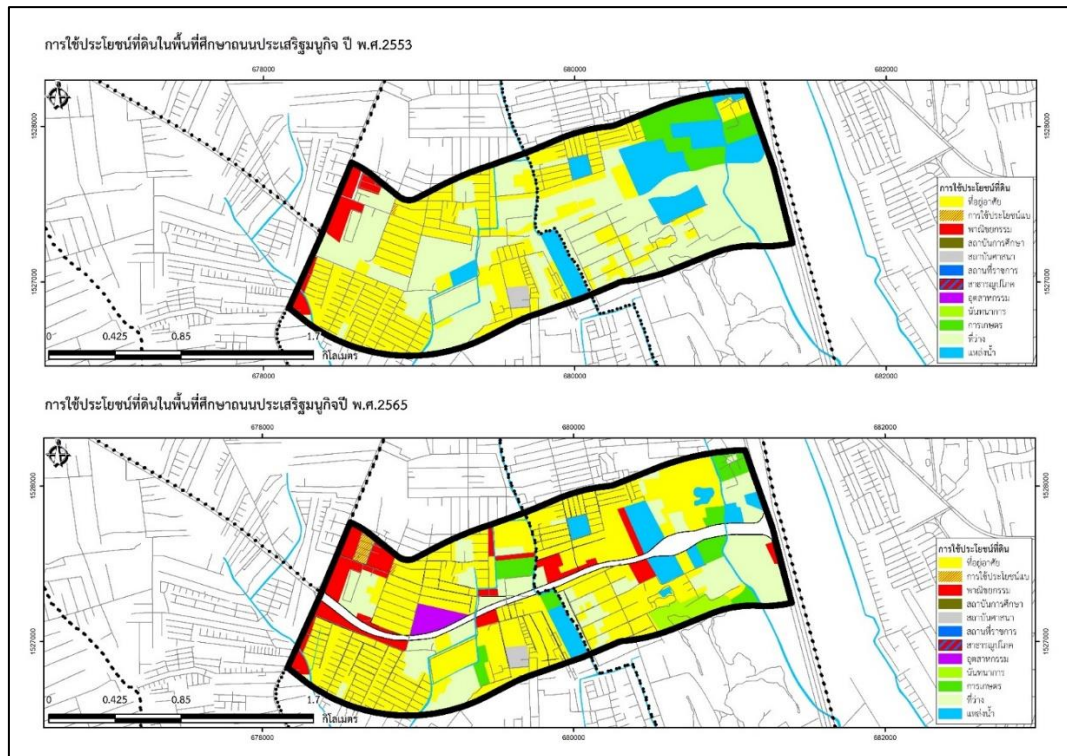 การใช้ประโยชน์ที่ดินในพื้นที่ศึกษาถนนประเสริฐมนูกิจ ปี พ.ศ.2553
678000
680000
682000
1528000
1528000
1527000
1527000
การใช้ประโยชน์ที่ดิน
ที่อยู่อาศัย
การใช้ประโยชน์แบ
พาณิชยกรรม
สถาบันการศึกษา
สถาบันศาสนา
สถานที่ราชการ
สาธารณูปโภค
อุตสาหกรรม
นันทนาการ
การเกษตร
ที่ว่าง
แหล่งน้ำ
0 0.425 0.85 1.7
กิโลเมตร
678000
680000
682000
การใช้ประโยชน์ที่ดินในพื้นที่ศึกษาถนนประเสริฐมนูกิจปี พ.ศ.2565
678000
680000
682000
1528000
1528000
1527000
1527000
การใช้ประโยชน์ที่ดิน
ที่อยู่อาศัย
การใช้ประโยชน์แบ
พาณิชยกรรม
สถาบันการศึกษา
สถาบันศาสนา
สถานที่ราชการ
สาธารณูปโภค
อุตสาหกรรม
นันทนาการ
การเกษตร
ที่ว่าง
แหล่งน้ำ
0 0.425 0.85 1.7
กิโลเมตร
678000
680000
682000